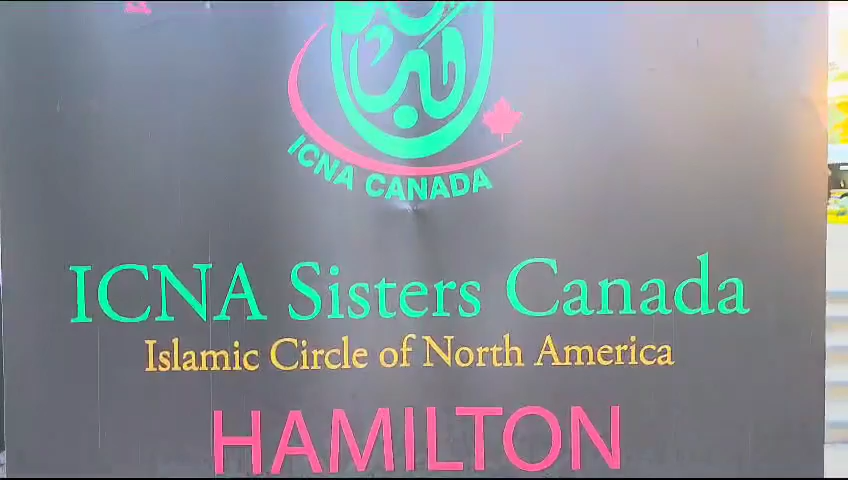 ICNA CANADA
ICNA Sisters Canada
Islamic Circle of North America
HAMILTON